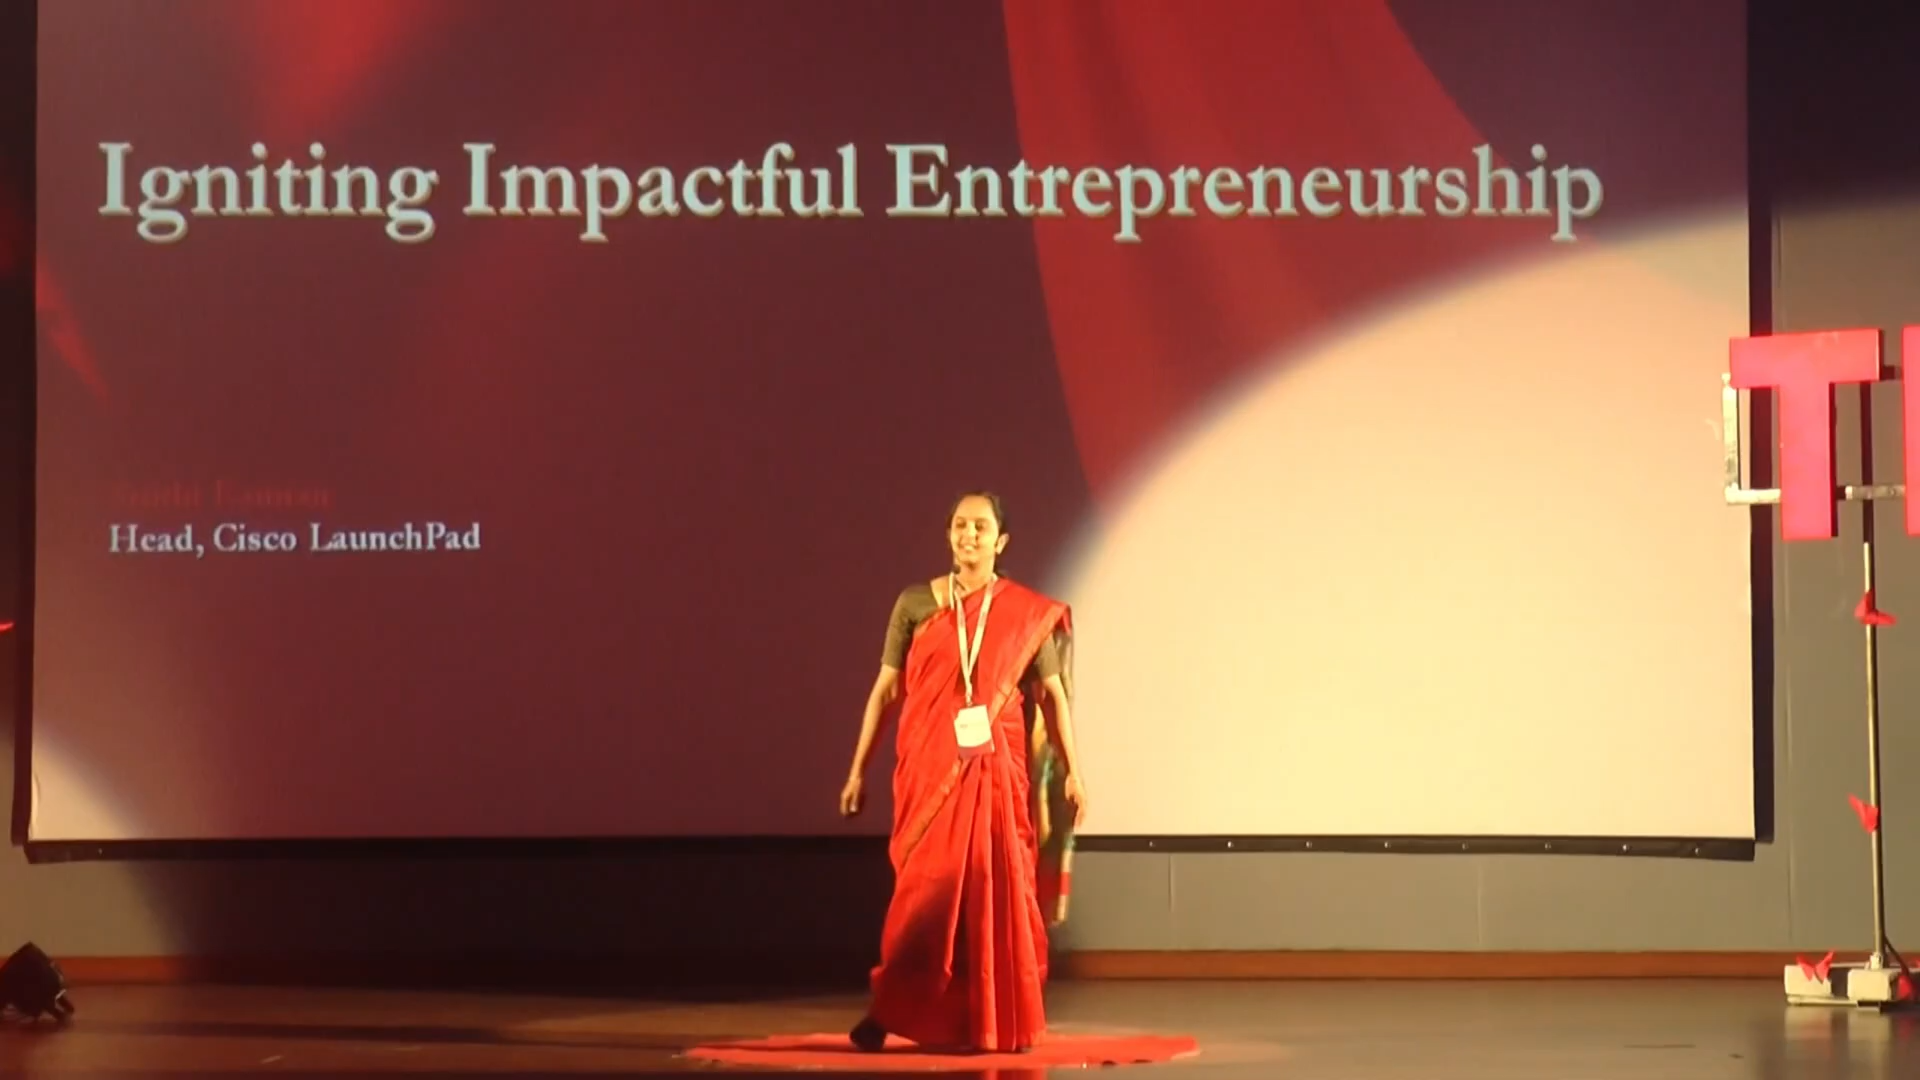 Igniting Impactful Entrepreneurship
Head, Cisco LaunchPad
T